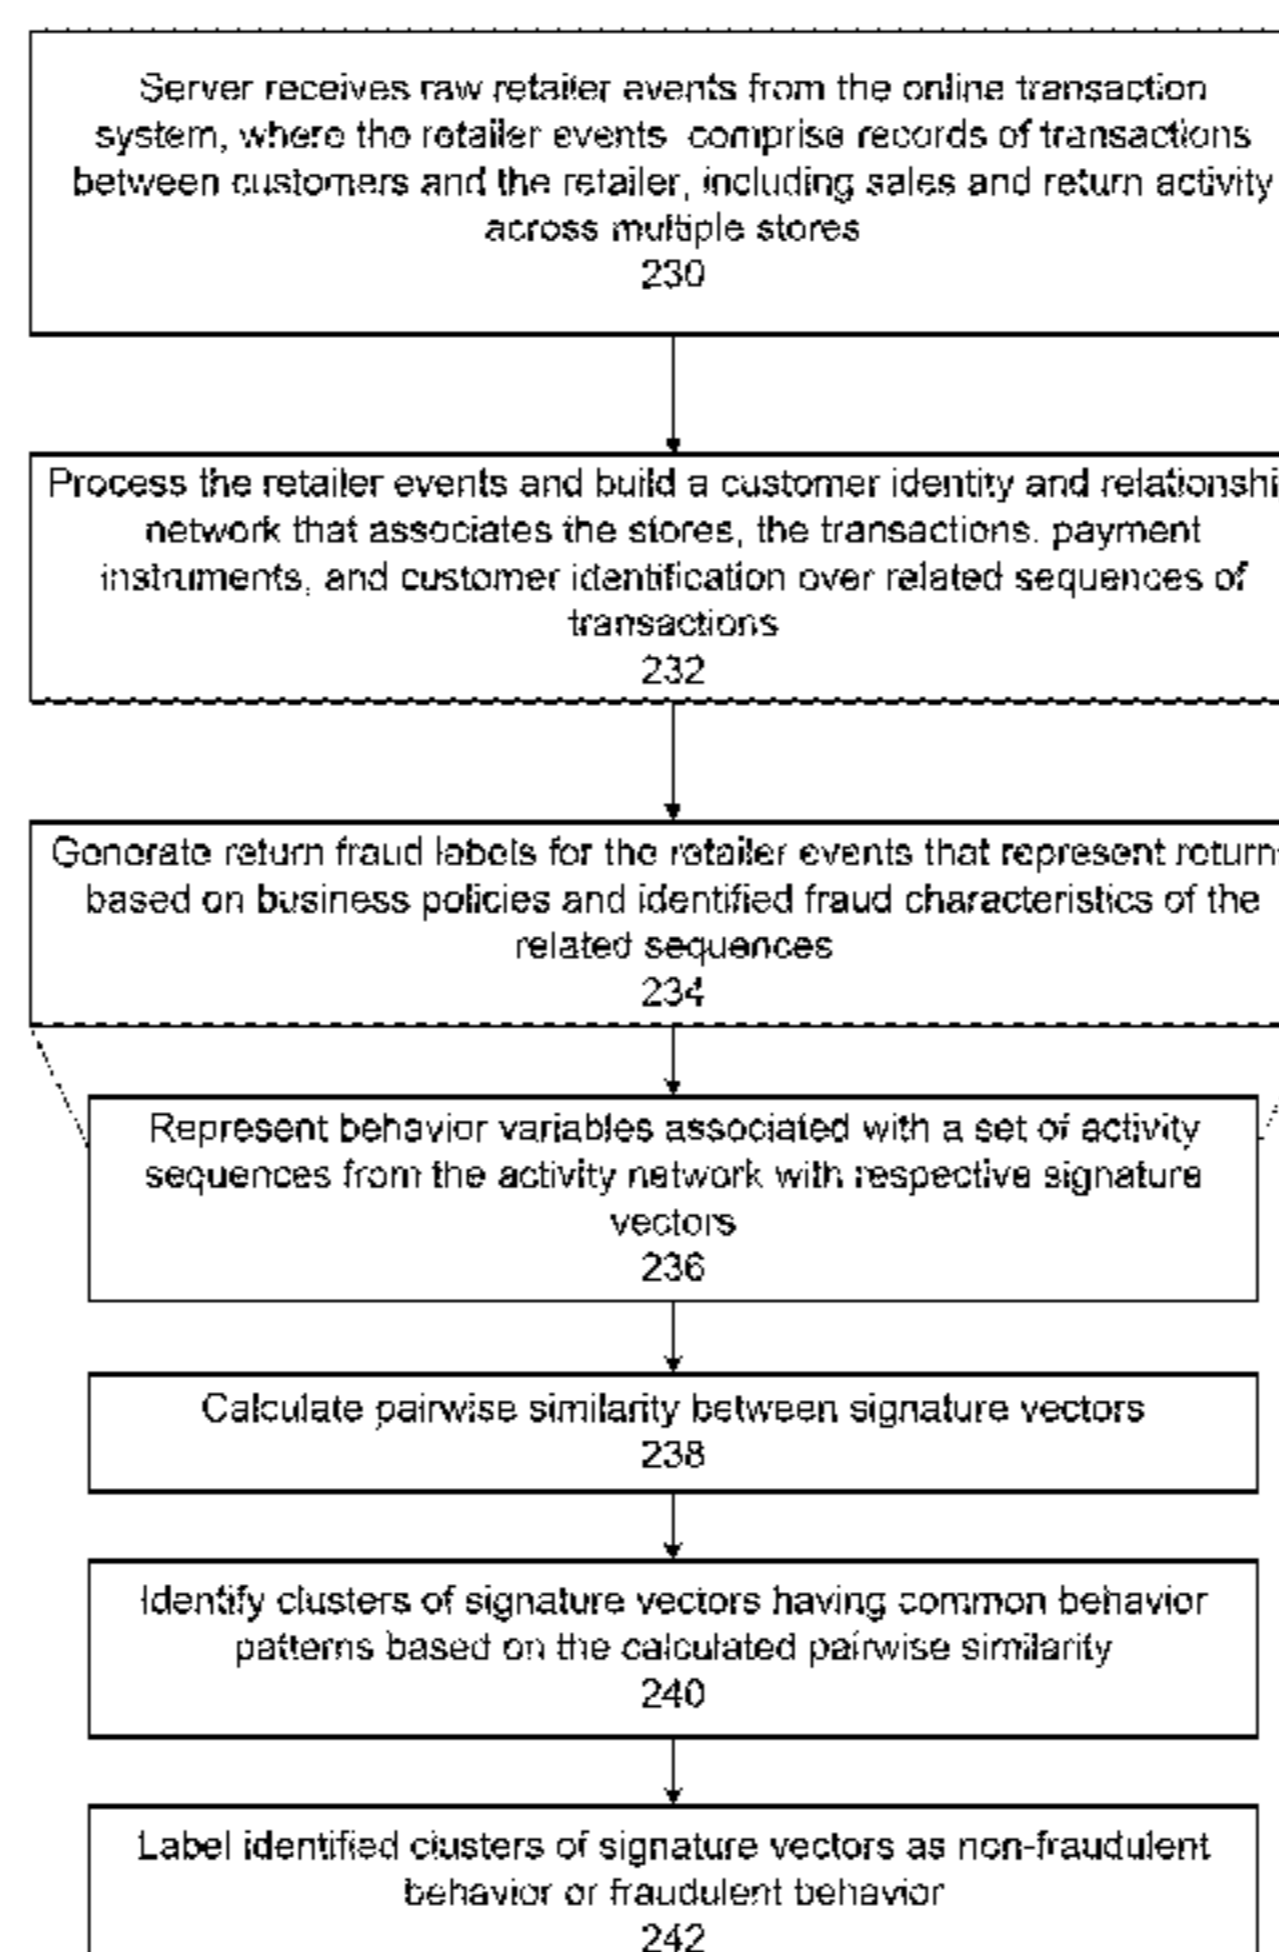 Server receives raw retailer events from the online transaction
system, where the retailer events comprise records of transactions
between customers and the retailer, including sales and return activity
across multiple stores
230
Process the retailer events and build a customer identity and relationshi
network that associates the stores, the transactions. payment
instruments, and customer identification over related sequences of
transactions
232
Generate return fraud labels for the retailer events that represent return
based on business policies and identified fraud characteristics of the
related sequences
234
Represent behavior variables associated with a set of activity
sequences from the activity network with respective signature
vectors
236
Calculate pairwise similarity between signature vectors
238
Identify clusters of signature vectors having common behavior
patterns based on the calculated pairwise similarity
240
Label identified clusters of signature vectors as non-fraudulent
behavior or fraudulent behavior
242